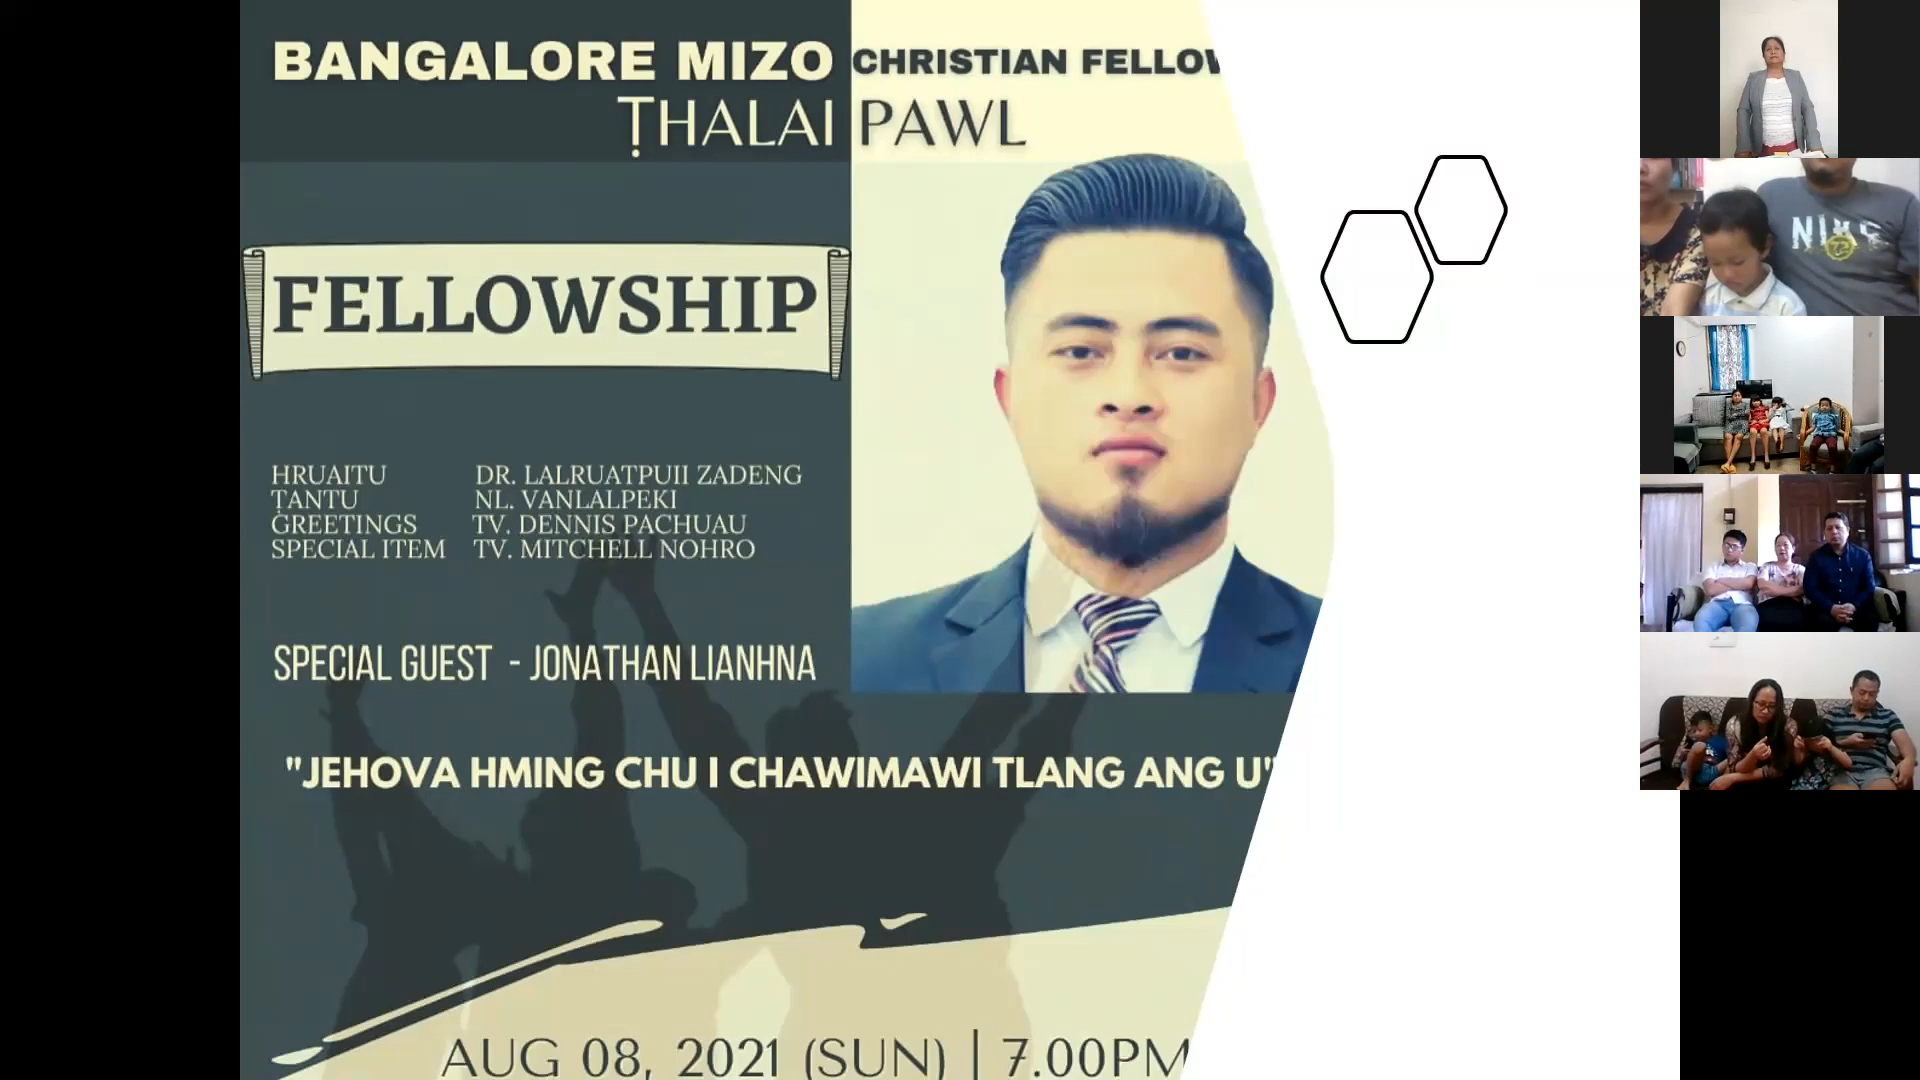 BANGALORE MIZO CHRISTIAN
ṬHALAI PAWL
FELLOWSHIP
HRUAITU DR. LALRUATPUII ZADENG
ṬANTU NL. VANLALPEKI
GREETINGS TV. DENNIS PACHUAU
SPECIAL ITEM TV. MITCHELL NOHRO
SPECIAL GUEST - JONATHAN LIANHNA
"JEHOVA HMING CHU I CHAWIMAWI TLANG ANG U"
AUG 08, 2021 (SUN) | 7.00PM
NIKE